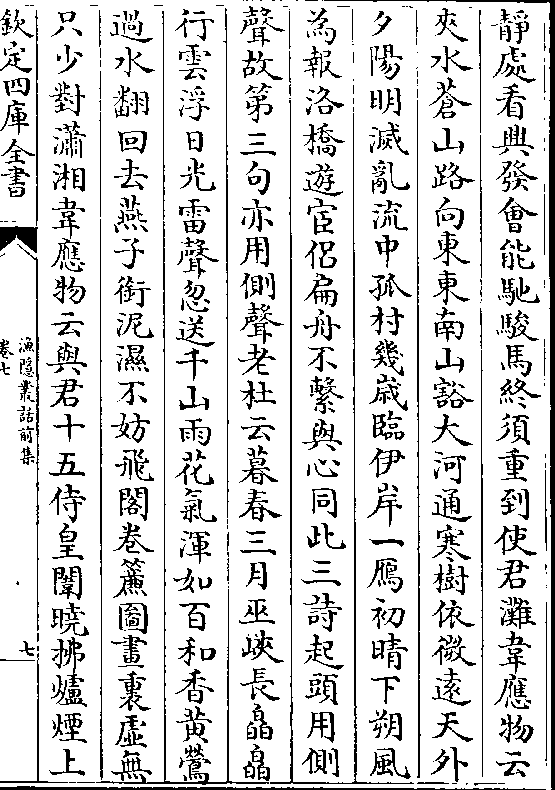 靜處看興發會能馳駿馬終須重到使君灘韋應物云
夾水蒼山路向東東南山豁大河通寒樹依微遠天外
夕陽明滅亂流中孤村幾歲臨伊岸一鴈初晴下朔風
為報洛橋遊宦侶扁舟不繫與心同此三詩起頭用側
聲故第三句亦用側聲老杜云暮春三月巫峽長皛皛
行雲浮日光雷聲忽送千山雨花氣渾如百和香黃鶯
過水翻回去燕子銜泥濕不妨飛閣卷簾圖畫裏虛無
只少對瀟湘韋應物云與君十五侍皇闈曉拂爐煙上
欽定四庫全書
漁隱叢話前集
卷七
七